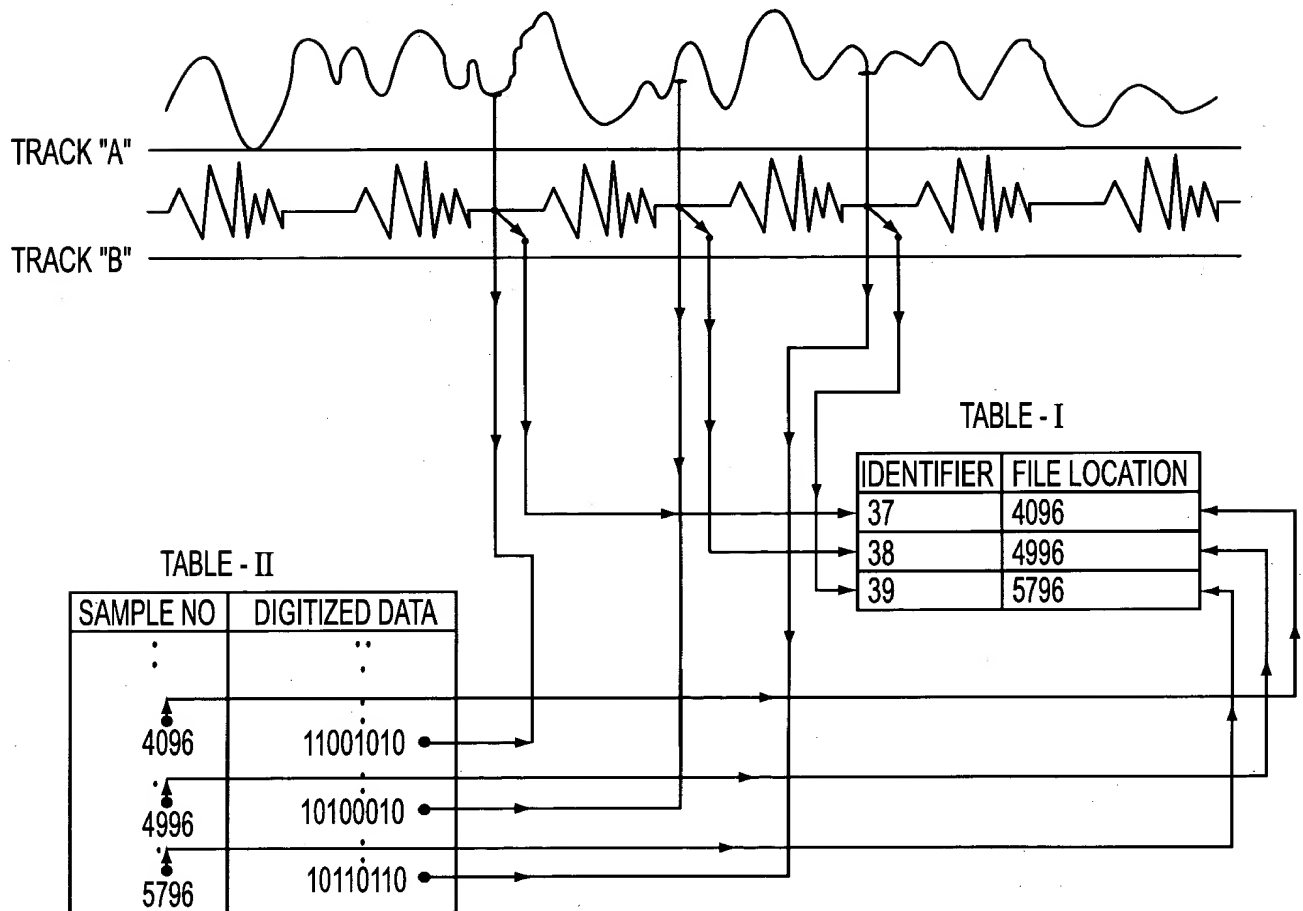 TRACK "A"
TRACK "B"
TABLE - I
IDENTIFIER FILE LOCATION
37 4096
38 4996
39 5796
TABLE - II
SAMPLE NO DIGITIZED DATA
4096 11001010
4996 10100010
5796 10110110